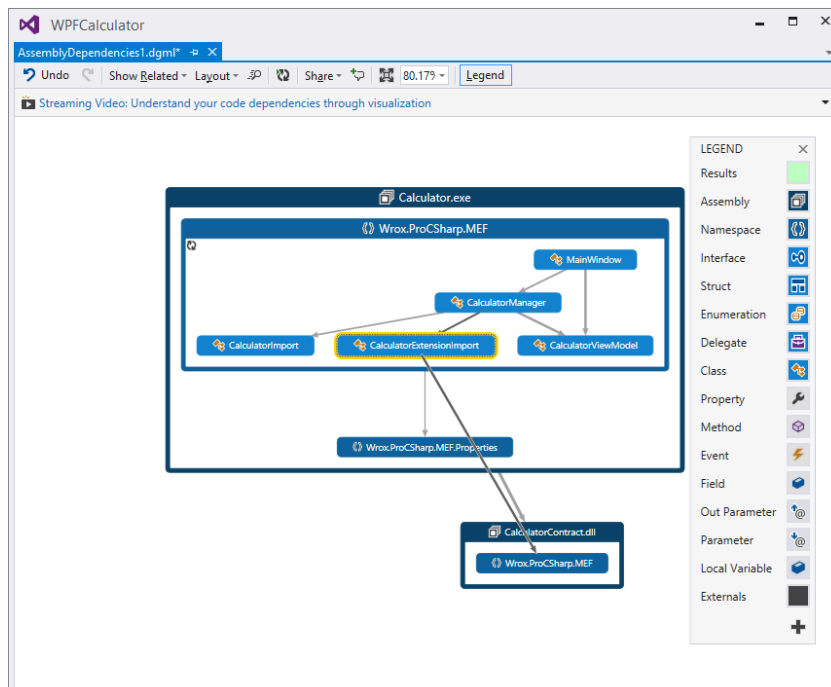 WPFCalculator
AssemblyDependencies1.dgml*
Undo Show Related Layout Share 80.17% Legend
Streaming Video: Understand your code dependencies through visualization
Calculator.exe
Wrox.ProCSharp.MEF
MainWindow
CalculatorManager
CalculatorImport CalculatorExtensionImport CalculatorViewModel
Wrox.ProCSharp.MEF.Properties
CalculatorContract.dll
Wrox.ProCSharp.MEF
LEGEND
Results
Assembly
Namespace
Interface
Struct
Enumeration
Delegate
Class
Property
Method
Event
Field
Out Parameter
Parameter
Local Variable
Externals